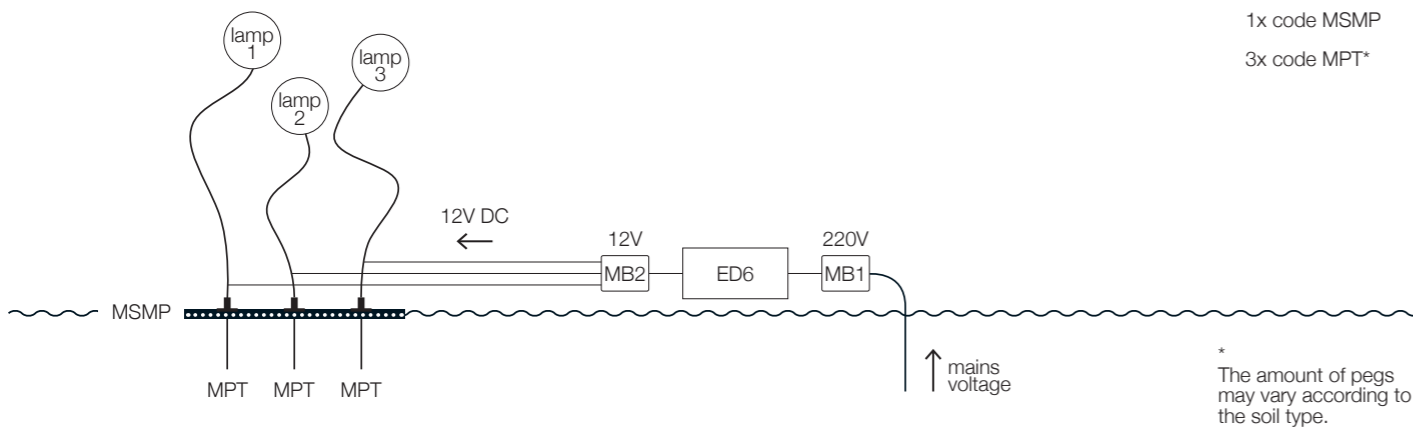 1x code MSMP
3x code MPT*
lamp
1
lamp
2
lamp
3
12V DC
12V
220V
MB2
ED6
MB1
MSMP
MPT
MPT
MPT
mains
voltage
*
The amount of pegs
may vary according to
the soil type.